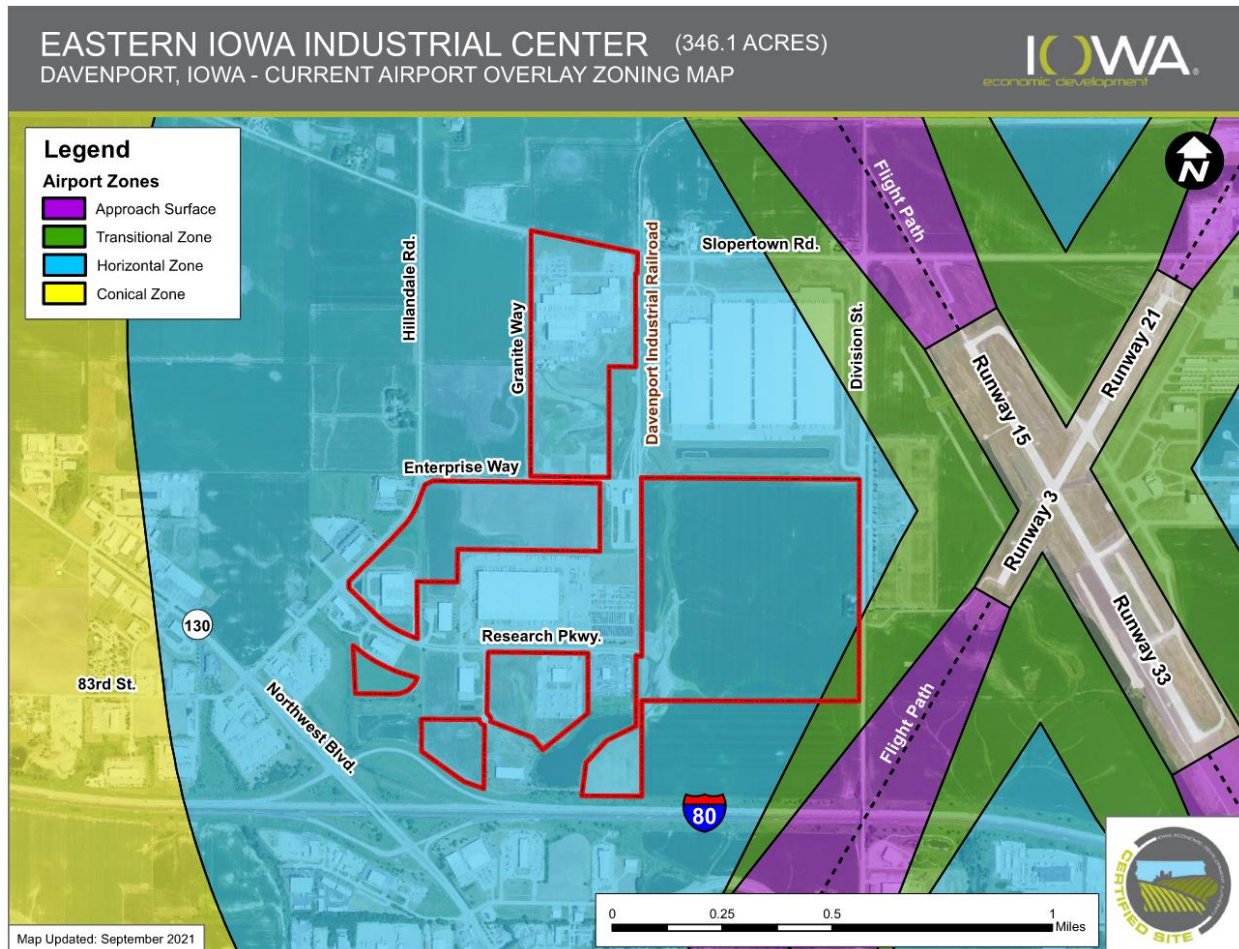 EASTERN IOWA INDUSTRIAL CENTER (346.1 ACRES)
DAVENPORT, IOWA - CURRENT AIRPORT OVERLAY ZONING MAP
IOWA®
economic development
Legend
Airport Zones
Approach Surface
Transitional Zone
Horizontal Zone
Conical Zone
N
Flight Path
Slopertown Rd.
Hillandale Rd.
Granite Way
Davenport Industrial Railroad
Division St.
Runway 21
Runway 15
Enterprise Way
Runway 3
130
Research Pkwy.
Runway 33
83rd St.
Northwest Blvd.
Flight Path
80
0 0.25 0.5 1
Miles
CERTIFIED SITE
Map Updated: September 2021